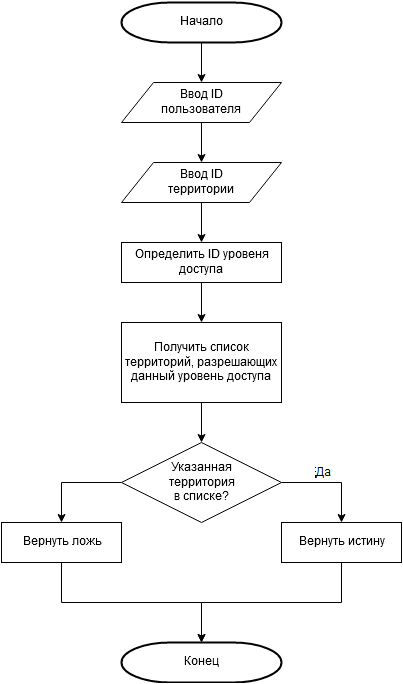 Начало
Ввод ID
пользователя
Ввод ID
территории
Определить ID уровеня
доступа
Получить список
территорий, разрешающих
данный уровень доступа
Указанная
территория
в списке?
Да
Вернуть ложь
Вернуть истину
Конец